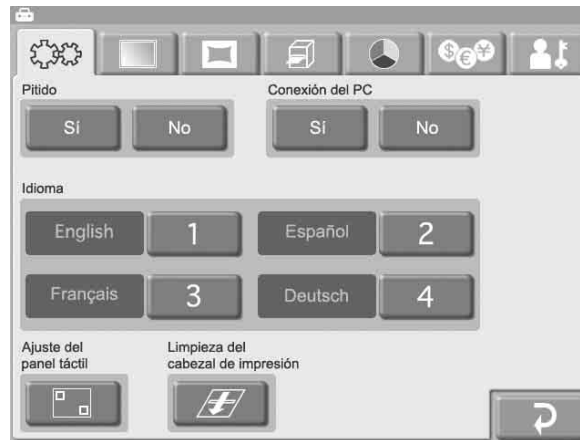 $ € ¥
Pitido
Conexión del PC
Sí No
Sí No
Idioma
English 1
Español 2
Français 3
Deutsch 4
Ajuste del
panel táctil
Limpieza del
cabezal de impresión